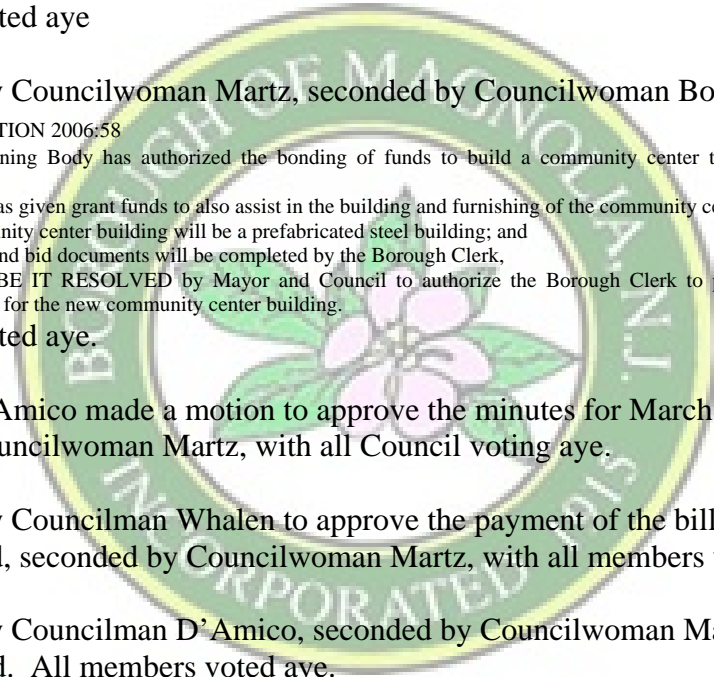 ted aye
y Councilwoman Martz, seconded by Councilwoman Bo
TION 2006:58
ning Body has authorized the bonding of funds to build a community center t
as given grant funds to also assist in the building and furnishing of the community c
nity center building will be a prefabricated steel building; and
nd bid documents will be completed by the Borough Clerk,
BE IT RESOLVED by Mayor and Council to authorize the Borough Clerk to p
for the new community center building.
ted aye.
Amico made a motion to approve the minutes for March
uncilwoman Martz, with all Council voting aye.
y Councilman Whalen to approve the payment of the bill
d, seconded by Councilwoman Martz, with all members
y Councilman D’Amico, seconded by Councilwoman Ma
d. All members voted aye.
BOROUGH OF MAGNOLIA, N.J.
INCORPORATED 1915